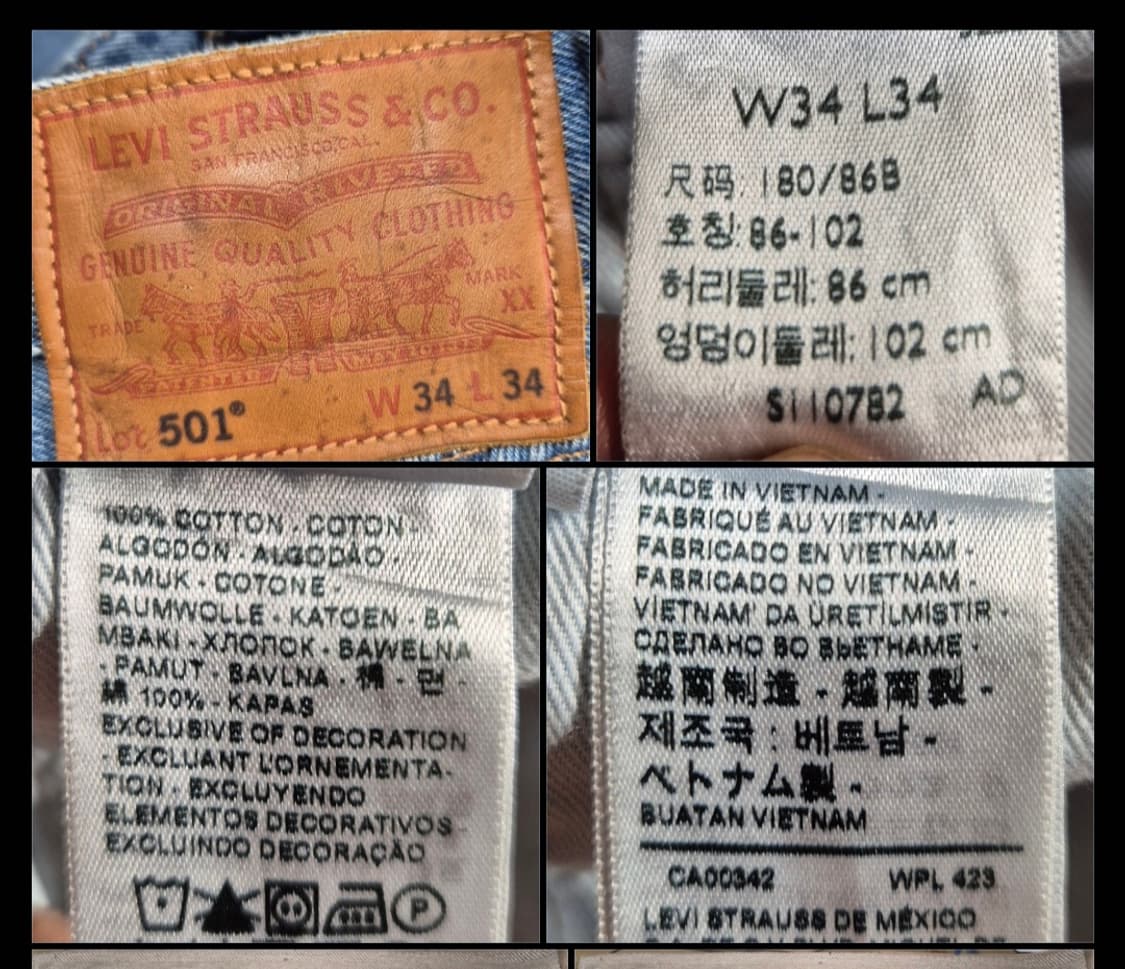 LEVI STRAUSS & CO.
SAN FRANCISCO, CAL.
ORIGINAL RIVETED
GENUINE QUALITY CLOTHING
TRADE MARK
XX
Lot 501® W 34 L 34
W34 L34
尺码: 180/86B
호칭: 86-102
허리둘레: 86 cm
엉덩이둘레: 102 cm
S110782 AD
100% COTTON - COTON -
ALGODÓN - ALGODÃO -
PAMUK - COTONE -
BAUMWOLLE - KATOEN - BA
MBAKI - ХЛОПОК - BAWEŁNA
- PAMUT - BAVLNA - 棉 - 면 -
綿 100% - KAPAS
EXCLUSIVE OF DECORATION
- EXCLUANT L'ORNEMENTA-
TION - EXCLUYENDO
ELEMENTOS DECORATIVOS -
EXCLUINDO DECORAÇÃO
P
MADE IN VIETNAM -
FABRIQUÉ AU VIETNAM -
FABRICADO EN VIETNAM -
FABRICADO NO VIETNAM -
VİETNAM' DA ÜRETİLMİSTİR -
СДЕЛАНО ВО ВЬЕТНАМЕ -
越南制造 - 越南製 -
제조국 : 베트남 -
ベトナム製 -
BUATAN VIETNAM
CA00342 WPL 423
LEVI STRAUSS DE MÉXICO